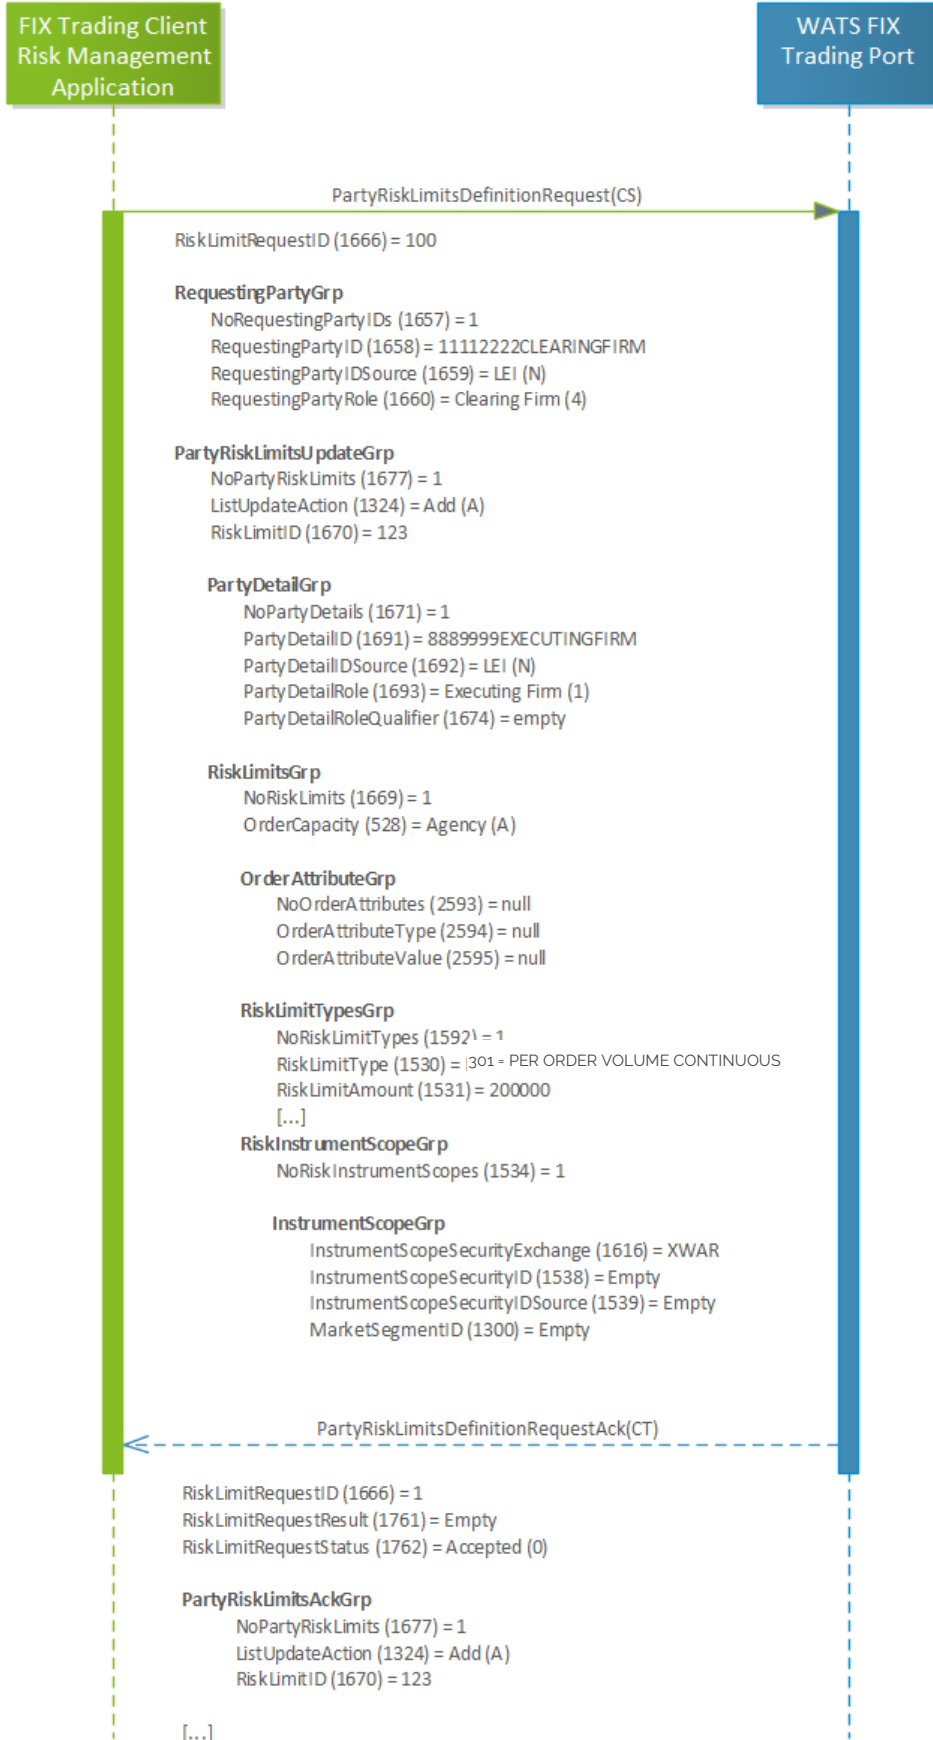 FIX Trading Client
Risk Management
Application
WATS FIX
Trading Port
PartyRiskLimitsDefinitionRequest(CS)
RiskLimitRequestID (1666) = 100
RequestingPartyGrp
NoRequestingPartyIDs (1657) = 1
RequestingPartyID (1658) = 11112222CLEARINGFIRM
RequestingPartyIDSource (1659) = LEI (N)
RequestingPartyRole (1660) = Clearing Firm (4)
PartyRiskLimitsUpdateGrp
NoPartyRiskLimits (1677) = 1
ListUpdateAction (1324) = Add (A)
RiskLimitID (1670) = 123
PartyDetailGrp
NoPartyDetails (1671) = 1
PartyDetailID (1691) = 8889999EXECUTINGFIRM
PartyDetailIDSource (1692) = LEI (N)
PartyDetailRole (1693) = Executing Firm (1)
PartyDetailRoleQualifier (1674) = empty
RiskLimitsGrp
NoRiskLimits (1669) = 1
OrderCapacity (528) = Agency (A)
OrderAttributeGrp
NoOrderAttributes (2593) = null
OrderAttributeType (2594) = null
OrderAttributeValue (2595) = null
RiskLimitTypesGrp
NoRiskLimitTypes (1592) = 1
RiskLimitType (1530) = 301 = PER ORDER VOLUME CONTINUOUS
RiskLimitAmount (1531) = 200000
[...]
RiskInstrumentScopeGrp
NoRiskInstrumentScopes (1534) = 1
InstrumentScopeGrp
InstrumentScopeSecurityExchange (1616) = XWAR
InstrumentScopeSecurityID (1538) = Empty
InstrumentScopeSecurityIDSource (1539) = Empty
MarketSegmentID (1300) = Empty
PartyRiskLimitsDefinitionRequestAck(CT)
RiskLimitRequestID (1666) = 1
RiskLimitRequestResult (1761) = Empty
RiskLimitRequestStatus (1762) = Accepted (0)
PartyRiskLimitsAckGrp
NoPartyRiskLimits (1677) = 1
ListUpdateAction (1324) = Add (A)
RiskLimitID (1670) = 123
[...]